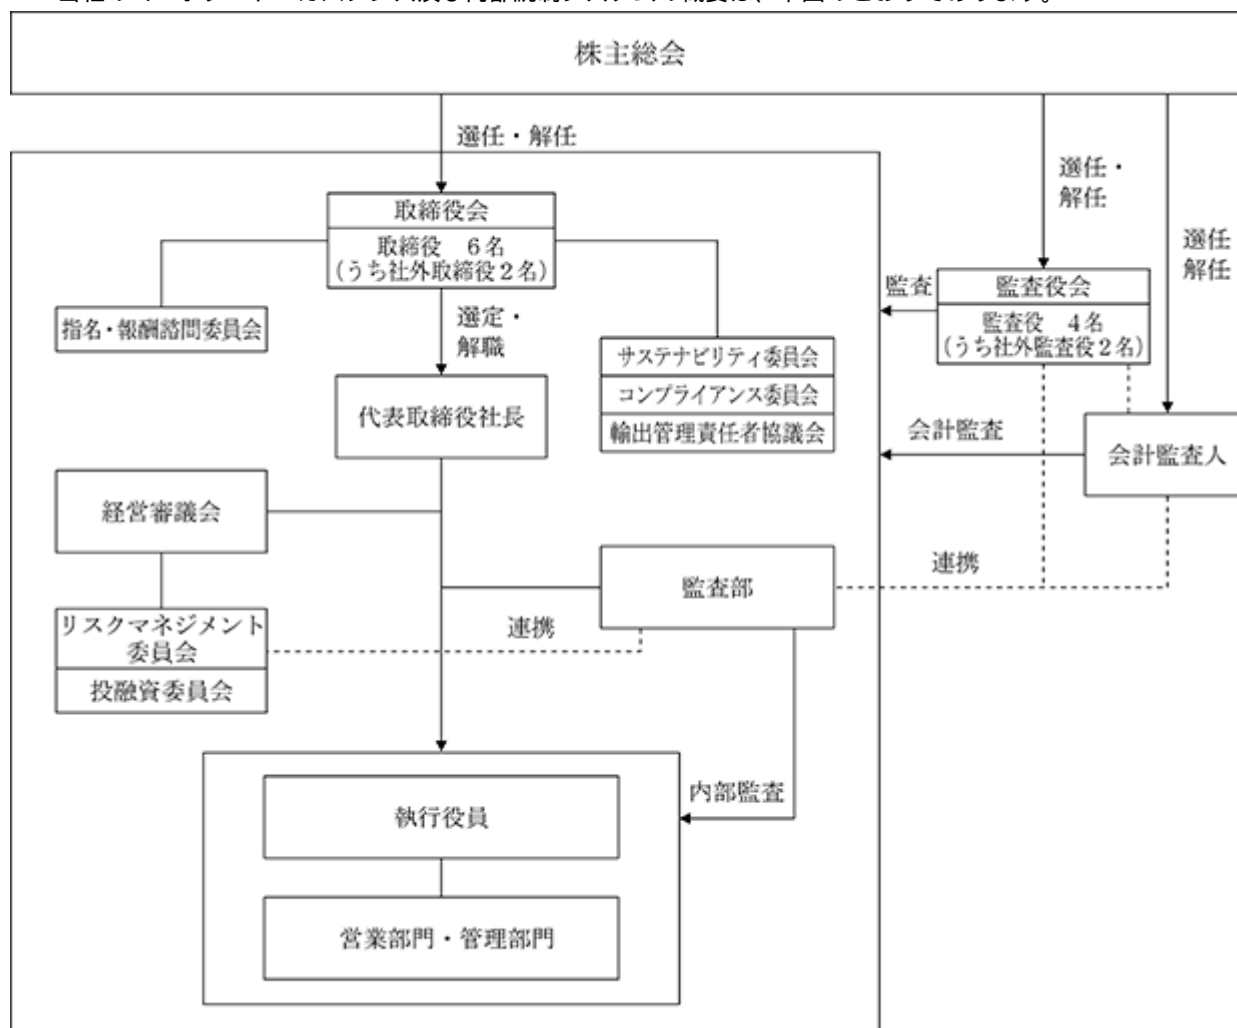 株主総会
選任・解任
選任・
解任
選任
解任
取締役会
取締役 6名
(うち社外取締役2名)
監査
監査役会
監査役 4名
(うち社外監査役2名)
指名・報酬諮問委員会
選定・
解職
サステナビリティ委員会
コンプライアンス委員会
輸出管理責任者協議会
代表取締役社長
会計監査
会計監査人
経営審議会
監査部
連携
リスクマネジメント
委員会
投融資委員会
連携
内部監査
執行役員
営業部門・管理部門